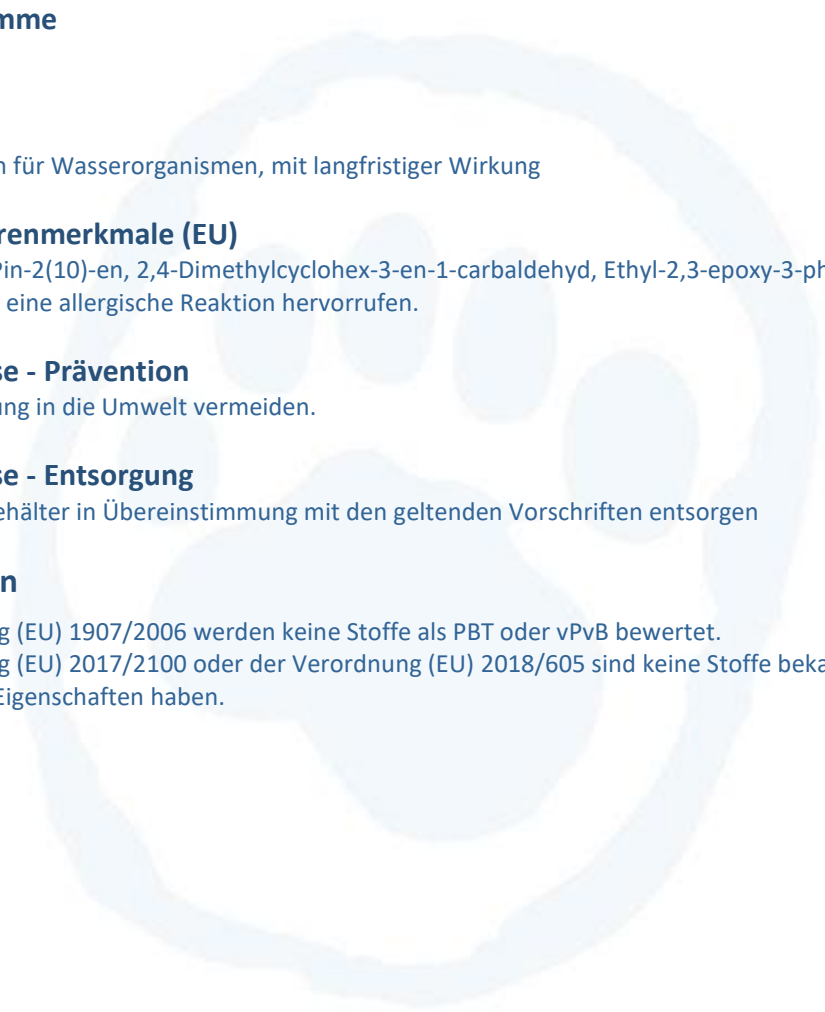 mme
n für Wasserorganismen, mit langfristiger Wirkung
renmerkmale (EU)
Pin-2(10)-en, 2,4-Dimethylcyclohex-3-en-1-carbaldehyd, Ethyl-2,3-epoxy-3-ph
eine allergische Reaktion hervorrufen.
se - Prävention
ung in die Umwelt vermeiden.
se - Entsorgung
ehälter in Übereinstimmung mit den geltenden Vorschriften entsorgen
n
g (EU) 1907/2006 werden keine Stoffe als PBT oder vPvB bewertet.
g (EU) 2017/2100 oder der Verordnung (EU) 2018/605 sind keine Stoffe beka
Eigenschaften haben.